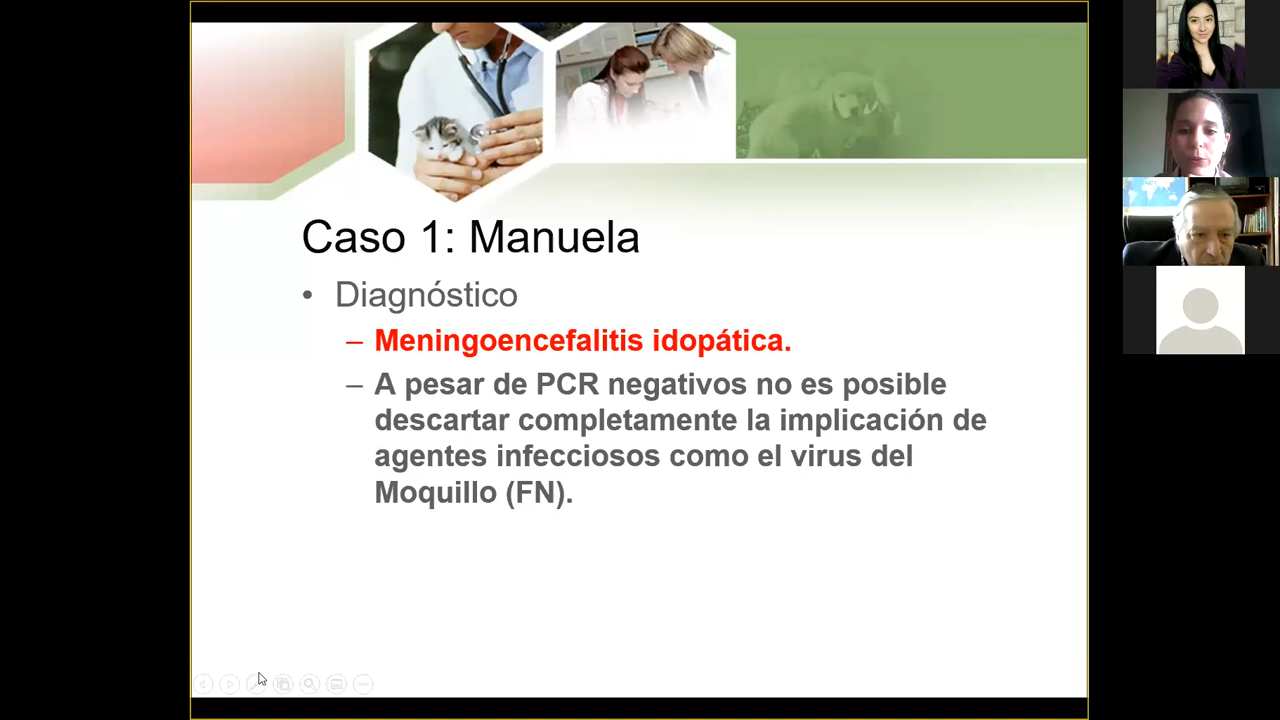 Caso 1: Manuela
• Diagnóstico
– Meningoencefalitis idopática.
– A pesar de PCR negativos no es posible
descartar completamente la implicación de
agentes infecciosos como el virus del
Moquillo (FN).